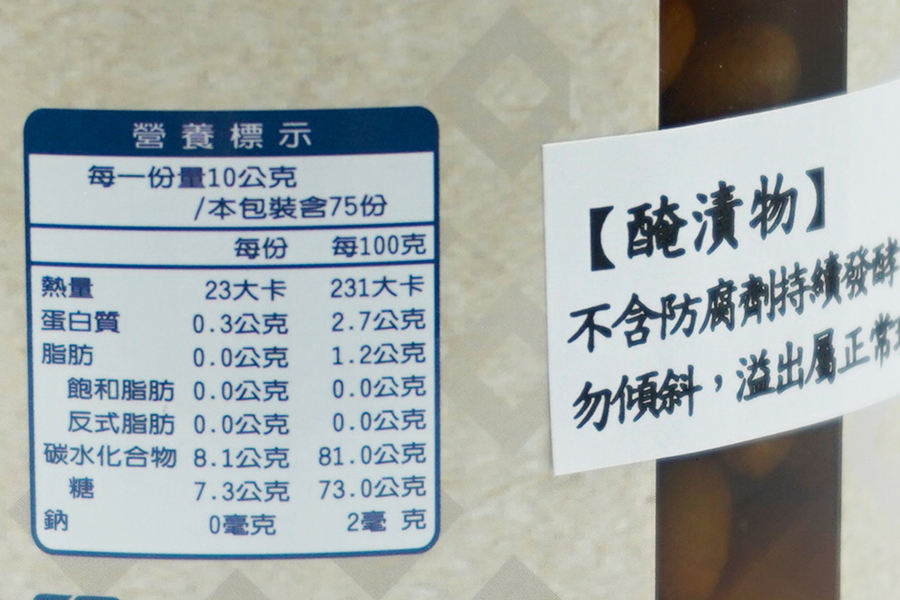 營養標示
每一份量10公克
/本包裝含75份
每份 每100克
熱量 23大卡 231大卡
蛋白質 0.3公克 2.7公克
脂肪 0.0公克 1.2公克
飽和脂肪 0.0公克 0.0公克
反式脂肪 0.0公克 0.0公克
碳水化合物 8.1公克 81.0公克
糖 7.3公克 73.0公克
鈉 0毫克 2毫 克
【醃漬物】
不含防腐劑持續發酵
勿傾斜，溢出屬正常